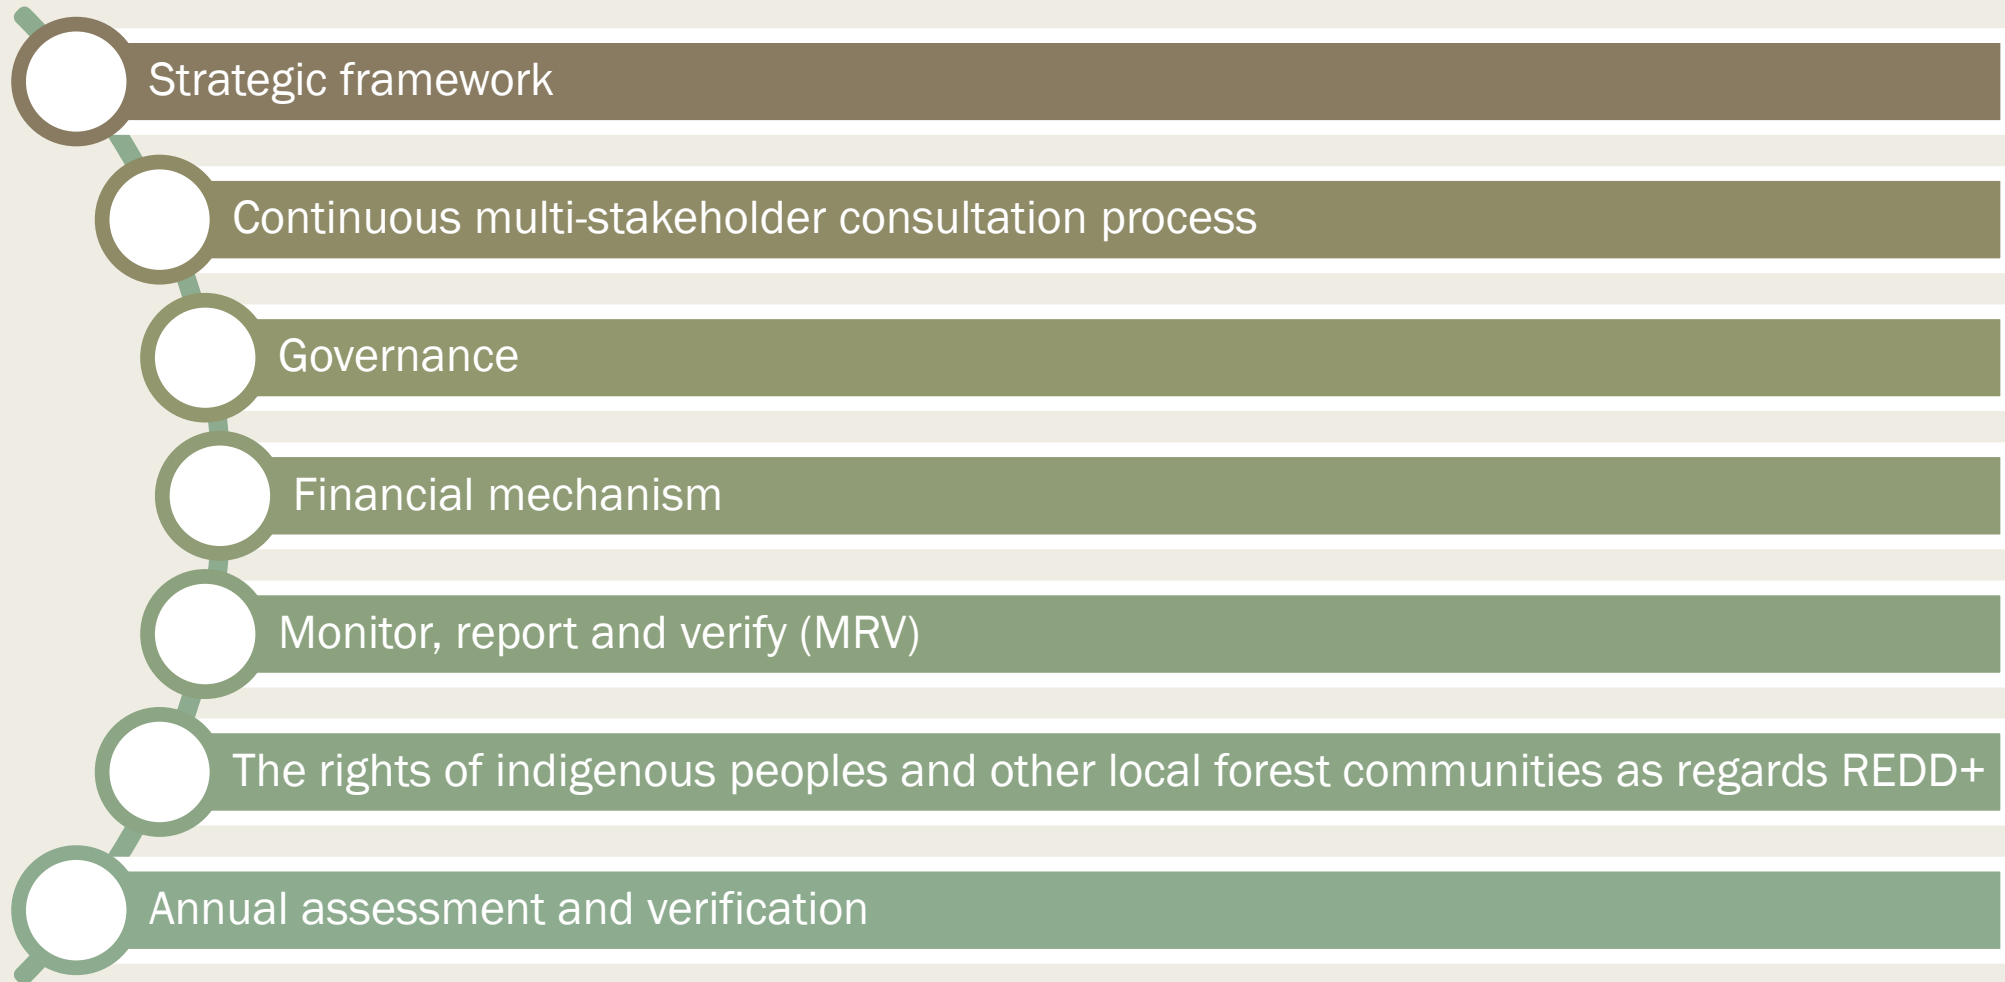 Strategic framework
Continuous multi-stakeholder consultation process
Governance
Financial mechanism
Monitor, report and verify (MRV)
The rights of indigenous peoples and other local forest communities as regards REDD+
Annual assessment and verification